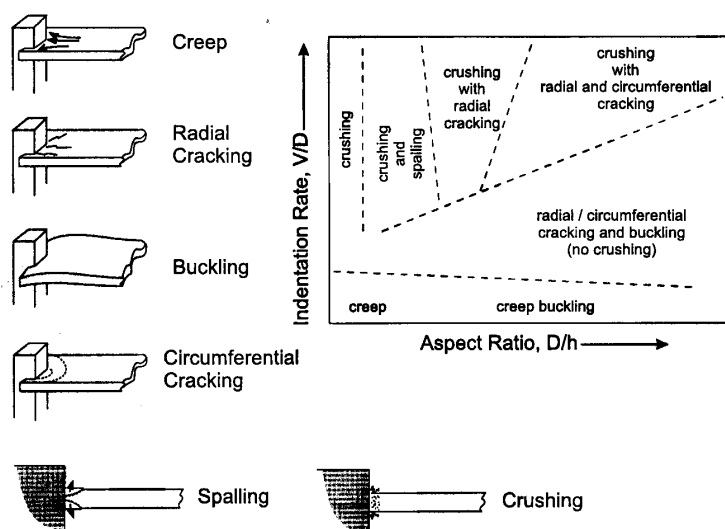 Creep
Radial
Cracking
Buckling
Circumferential
Cracking
Spalling
Crushing
Indentation Rate, V/D
crushing
crushing
and
spalling
crushing
with
radial
cracking
crushing
with
radial and circumferential
cracking
radial / circumferential
cracking and buckling
(no crushing)
creep
creep buckling
Aspect Ratio, D/h